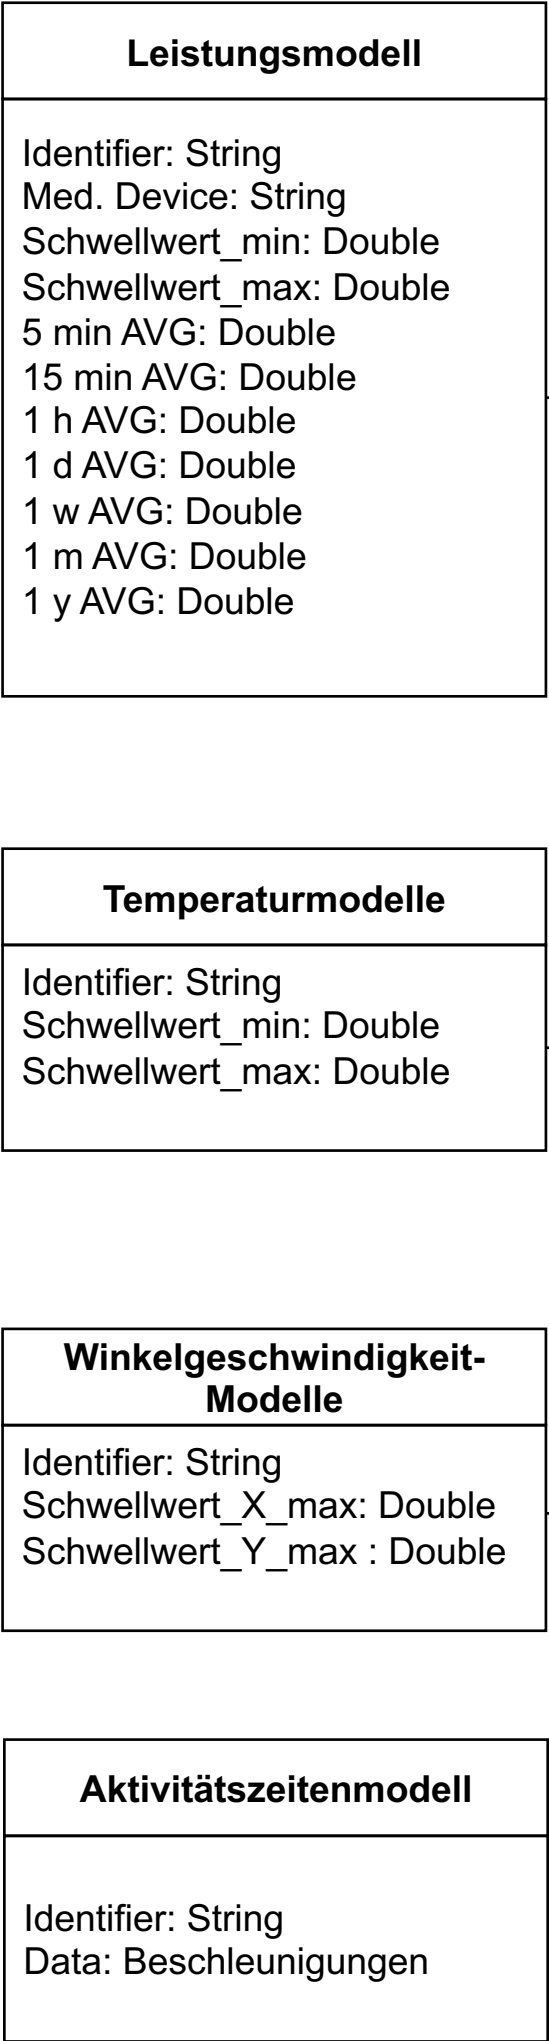 Leistungsmodell
Identifier: String
Med. Device: String
Schwellwert_min: Double
Schwellwert_max: Double
5 min AVG: Double
15 min AVG: Double
1 h AVG: Double
1 d AVG: Double
1 w AVG: Double
1 m AVG: Double
1 y AVG: Double
Temperaturmodelle
Identifier: String
Schwellwert_min: Double
Schwellwert_max: Double
Winkelgeschwindigkeit-
Modelle
Identifier: String
Schwellwert_X_max: Double
Schwellwert_Y_max : Double
Aktivitätszeitenmodell
Identifier: String
Data: Beschleunigungen